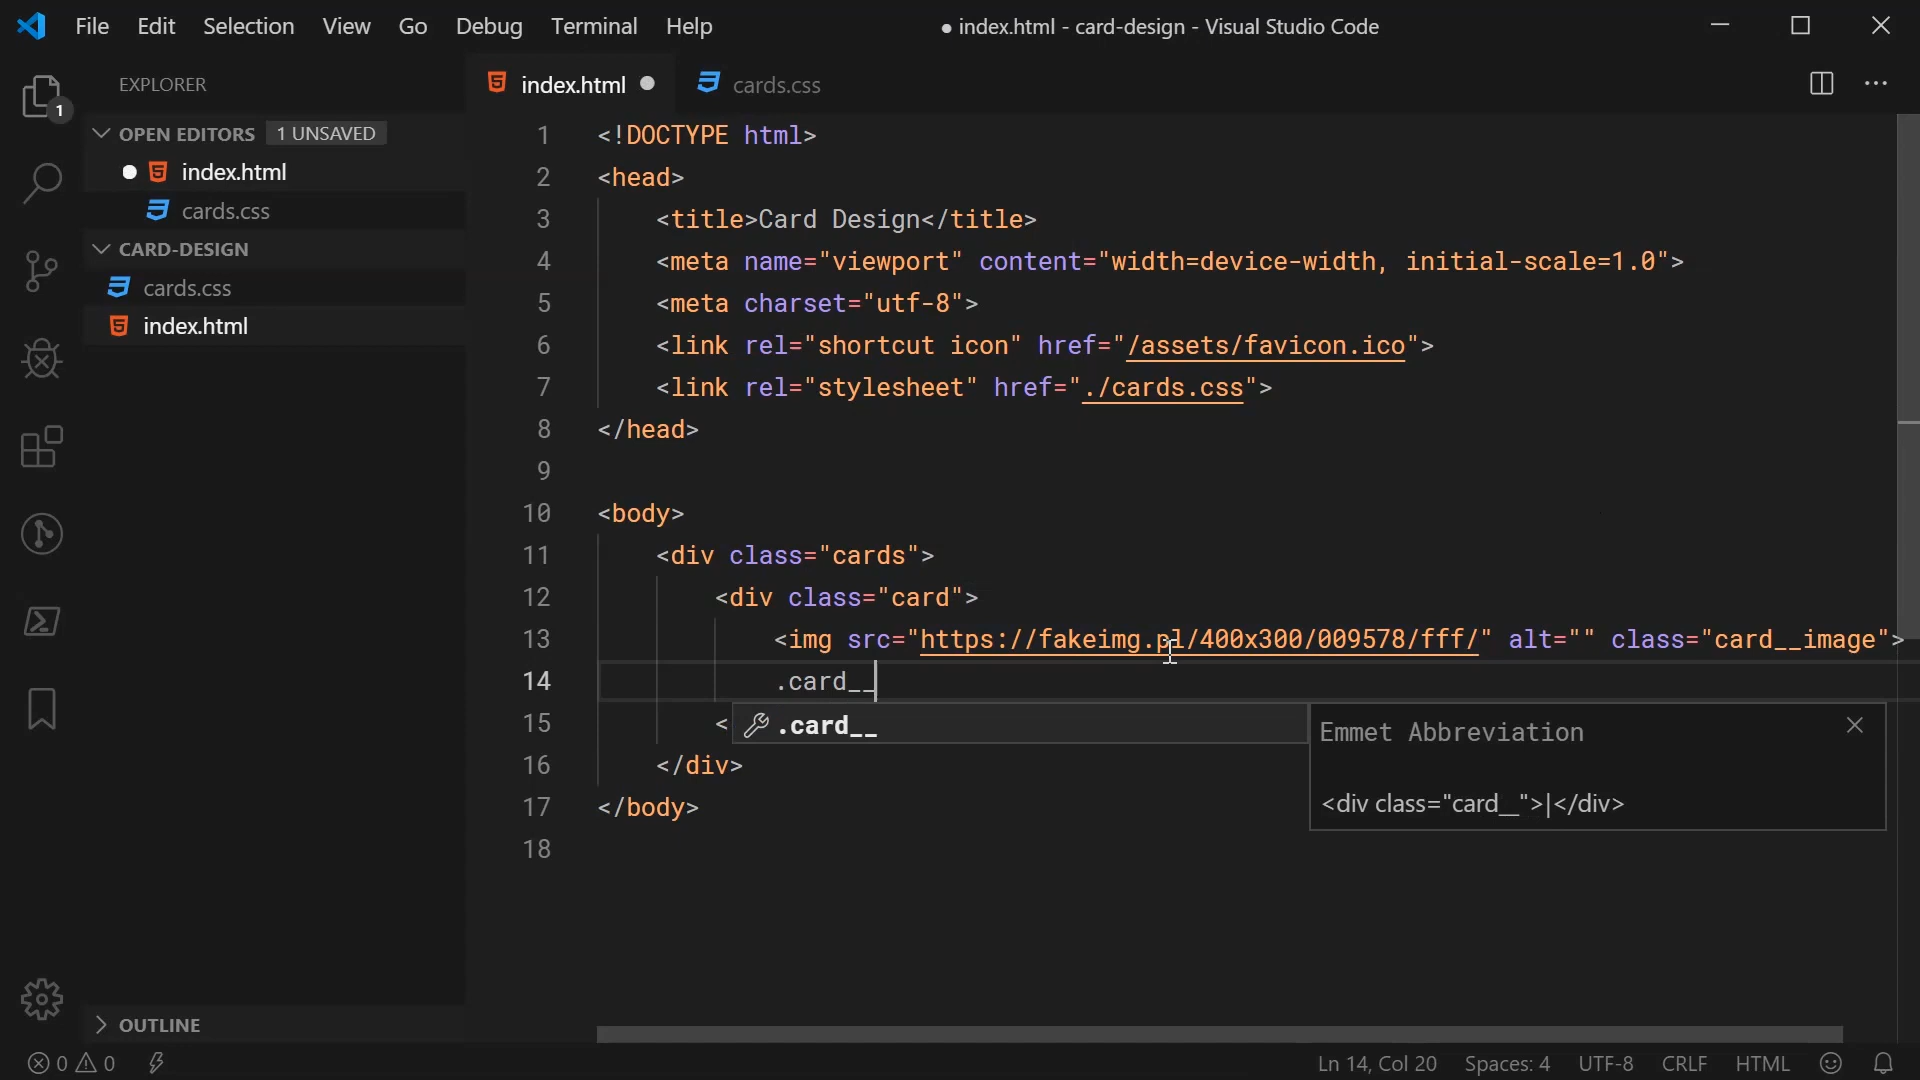 File Edit Selection View Go Debug Terminal Help ● index.html - card-design - Visual Studio Code
EXPLORER
1
OPEN EDITORS 1 UNSAVED
index.html
cards.css
CARD-DESIGN
cards.css
index.html
OUTLINE
index.html cards.css
1 <!DOCTYPE html>
2 <head>
3 <title>Card Design</title>
4 <meta name="viewport" content="width=device-width, initial-scale=1.0">
5 <meta charset="utf-8">
6 <link rel="shortcut icon" href="/assets/favicon.ico">
7 <link rel="stylesheet" href="./cards.css">
8 </head>
9
10 <body>
11 <div class="cards">
12 <div class="card">
13 <img src="https://fakeimg.pl/400x300/009578/fff/" alt="" class="card__image">
14 .card__
15 <
.card__
Emmet Abbreviation
<div class="card__">|</div>
16 </div>
17 </body>
18
0 0 Ln 14, Col 20 Spaces: 4 UTF-8 CRLF HTML